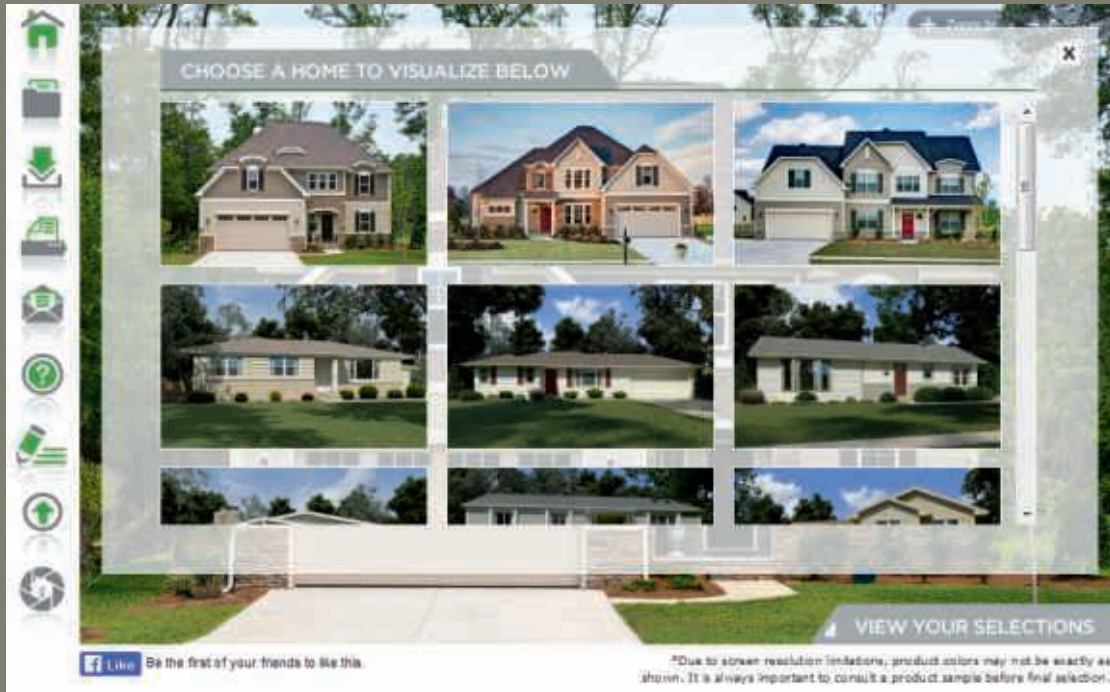 CHOOSE A HOME TO VISUALIZE BELOW
x
VIEW YOUR SELECTIONS
f Like Be the first of your friends to like this.
*Due to screen resolution limitations, product colors may not be exactly as
shown. It is always important to consult a product sample before final selection.